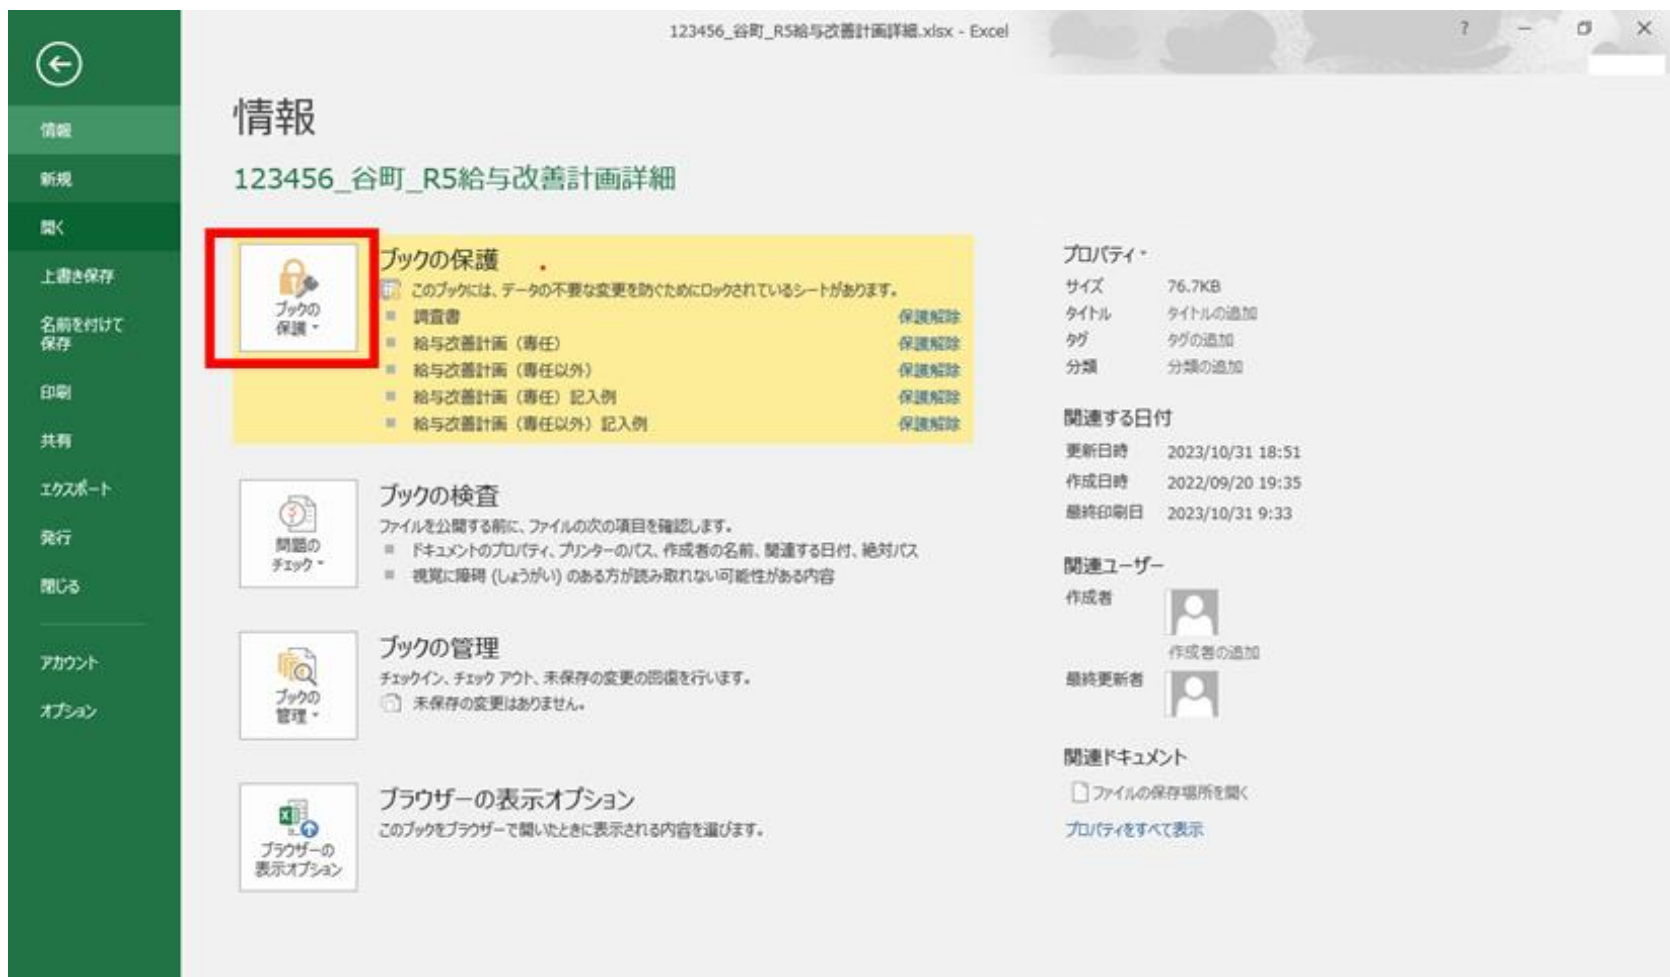 123456_谷町_R5給与改善計画詳細.xlsx - Excel
?
情報
新規
開く
上書き保存
名前を付けて
保存
印刷
共有
エクスポート
発行
閉じる
アカウント
オプション
情報
123456_谷町_R5給与改善計画詳細
ブックの
保護
ブックの保護
このブックには、データの不要な変更を防ぐためにロックされているシートがあります。
調査書 保護解除
給与改善計画（専任） 保護解除
給与改善計画（専任以外） 保護解除
給与改善計画（専任）記入例 保護解除
給与改善計画（専任以外）記入例 保護解除
問題の
チェック
ブックの検査
ファイルを公開する前に、ファイルの次の項目を確認します。
ドキュメントのプロパティ、プリンターのパス、作成者の名前、関連する日付、絶対パス
視覚に障碍 (しょうがい) のある方が読み取れない可能性がある内容
ブックの
管理
ブックの管理
チェックイン、チェック アウト、未保存の変更の回復を行います。
未保存の変更はありません。
ブラウザーの
表示オプション
ブラウザーの表示オプション
このブックをブラウザーで開いたときに表示される内容を選びます。
プロパティ
サイズ 76.7KB
タイトル タイトルの追加
タグ タグの追加
分類 分類の追加
関連する日付
更新日時 2023/10/31 18:51
作成日時 2022/09/20 19:35
最終印刷日 2023/10/31 9:33
関連ユーザー
作成者
作成者の追加
最終更新者
関連ドキュメント
ファイルの保存場所を開く
プロパティをすべて表示